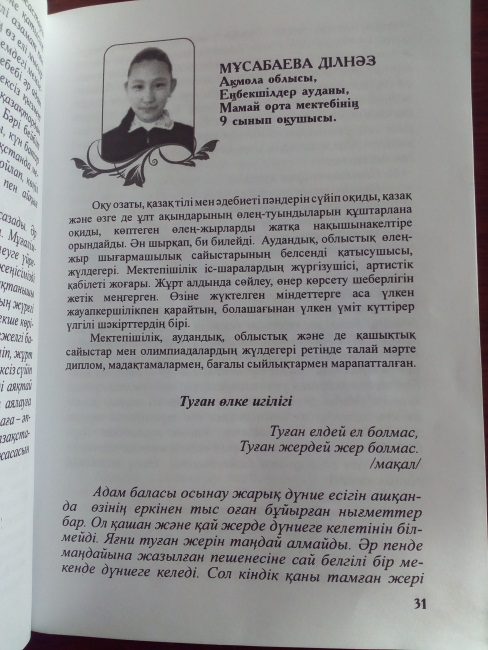 МҰСАБАЕВА ДІЛНӘЗ
Ақмола облысы,
Еңбекшілдер ауданы,
Мамай орта мектебінің
9 сынып оқушысы.
Оқу озаты, қазақ тілі мен әдебиеті пәндерін сүйіп оқиды, қазақ
және өзге де ұлт ақындарының өлең-туындыларын құштарлана
оқиды, көптеген өлең-жырларды жатқа нақышынакелтіре
орындайды. Ән шырқап, би билейді. Аудандық, облыстық өлең-
жыр шығармашылық сайыстарының белсенді қатысушысы,
жүлдегері. Мектепішілік іс-шаралардың жүргізушісі, артистік
қабілеті жоғары. Жұрт алдында сөйлеу, өнер көрсету шеберлігін
жетік меңгерген. Өзіне жүктелген міндеттерге аса үлкен
жауапкершілікпен қарайтын, болашағынан үлкен үміт күттірер
үлгілі шәкірттердің бірі.
Мектепішілік, аудандық, облыстық және де қашықтық
сайыстар мен олимпиадалардың жүлдегері ретінде талай мәрте
диплом, мадақтамалармен, бағалы сыйлықтармен марапатталған.
Туған өлке игілігі
Туған елдей ел болмас,
Туған жердей жер болмас.
/мақал/
Адам баласы осынау жарық дүние есігін ашқан-
да өзінің еркінен тыс оған бұйырған нығметтер
бар. Ол қашан және қай жерде дүниеге келетінін біл-
мейді. Яғни туған жерін таңдай алмайды. Әр пенде
маңдайына жазылған пешенесіне сай белгілі бір ме-
кенде дүниеге келеді. Сол кіндік қаны тамған жері
31